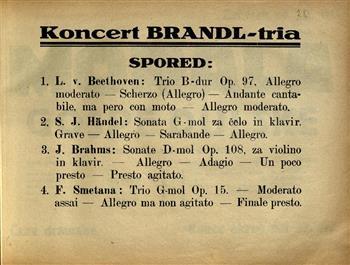 Koncert BRANDL-tria
SPORED:
1. L. v. Beethoven: Trio B-dur Op. 97. Allegro
moderato — Scherzo (Allegro) — Andante canta-
bile, ma pero con moto — Allegro moderato.
2. S. J. Händel: Sonata G-mol za čelo in klavir.
Grave — Allegro — Sarabande — Allegro.
3. J. Brahms: Sonate D-mol Op. 108, za violino
in klavir. — Allegro — Adagio — Un poco
presto — Presto agitato.
4. F. Smetana: Trio G-mol Op. 15. — Moderato
assai — Allegro ma non agitato — Finale presto.